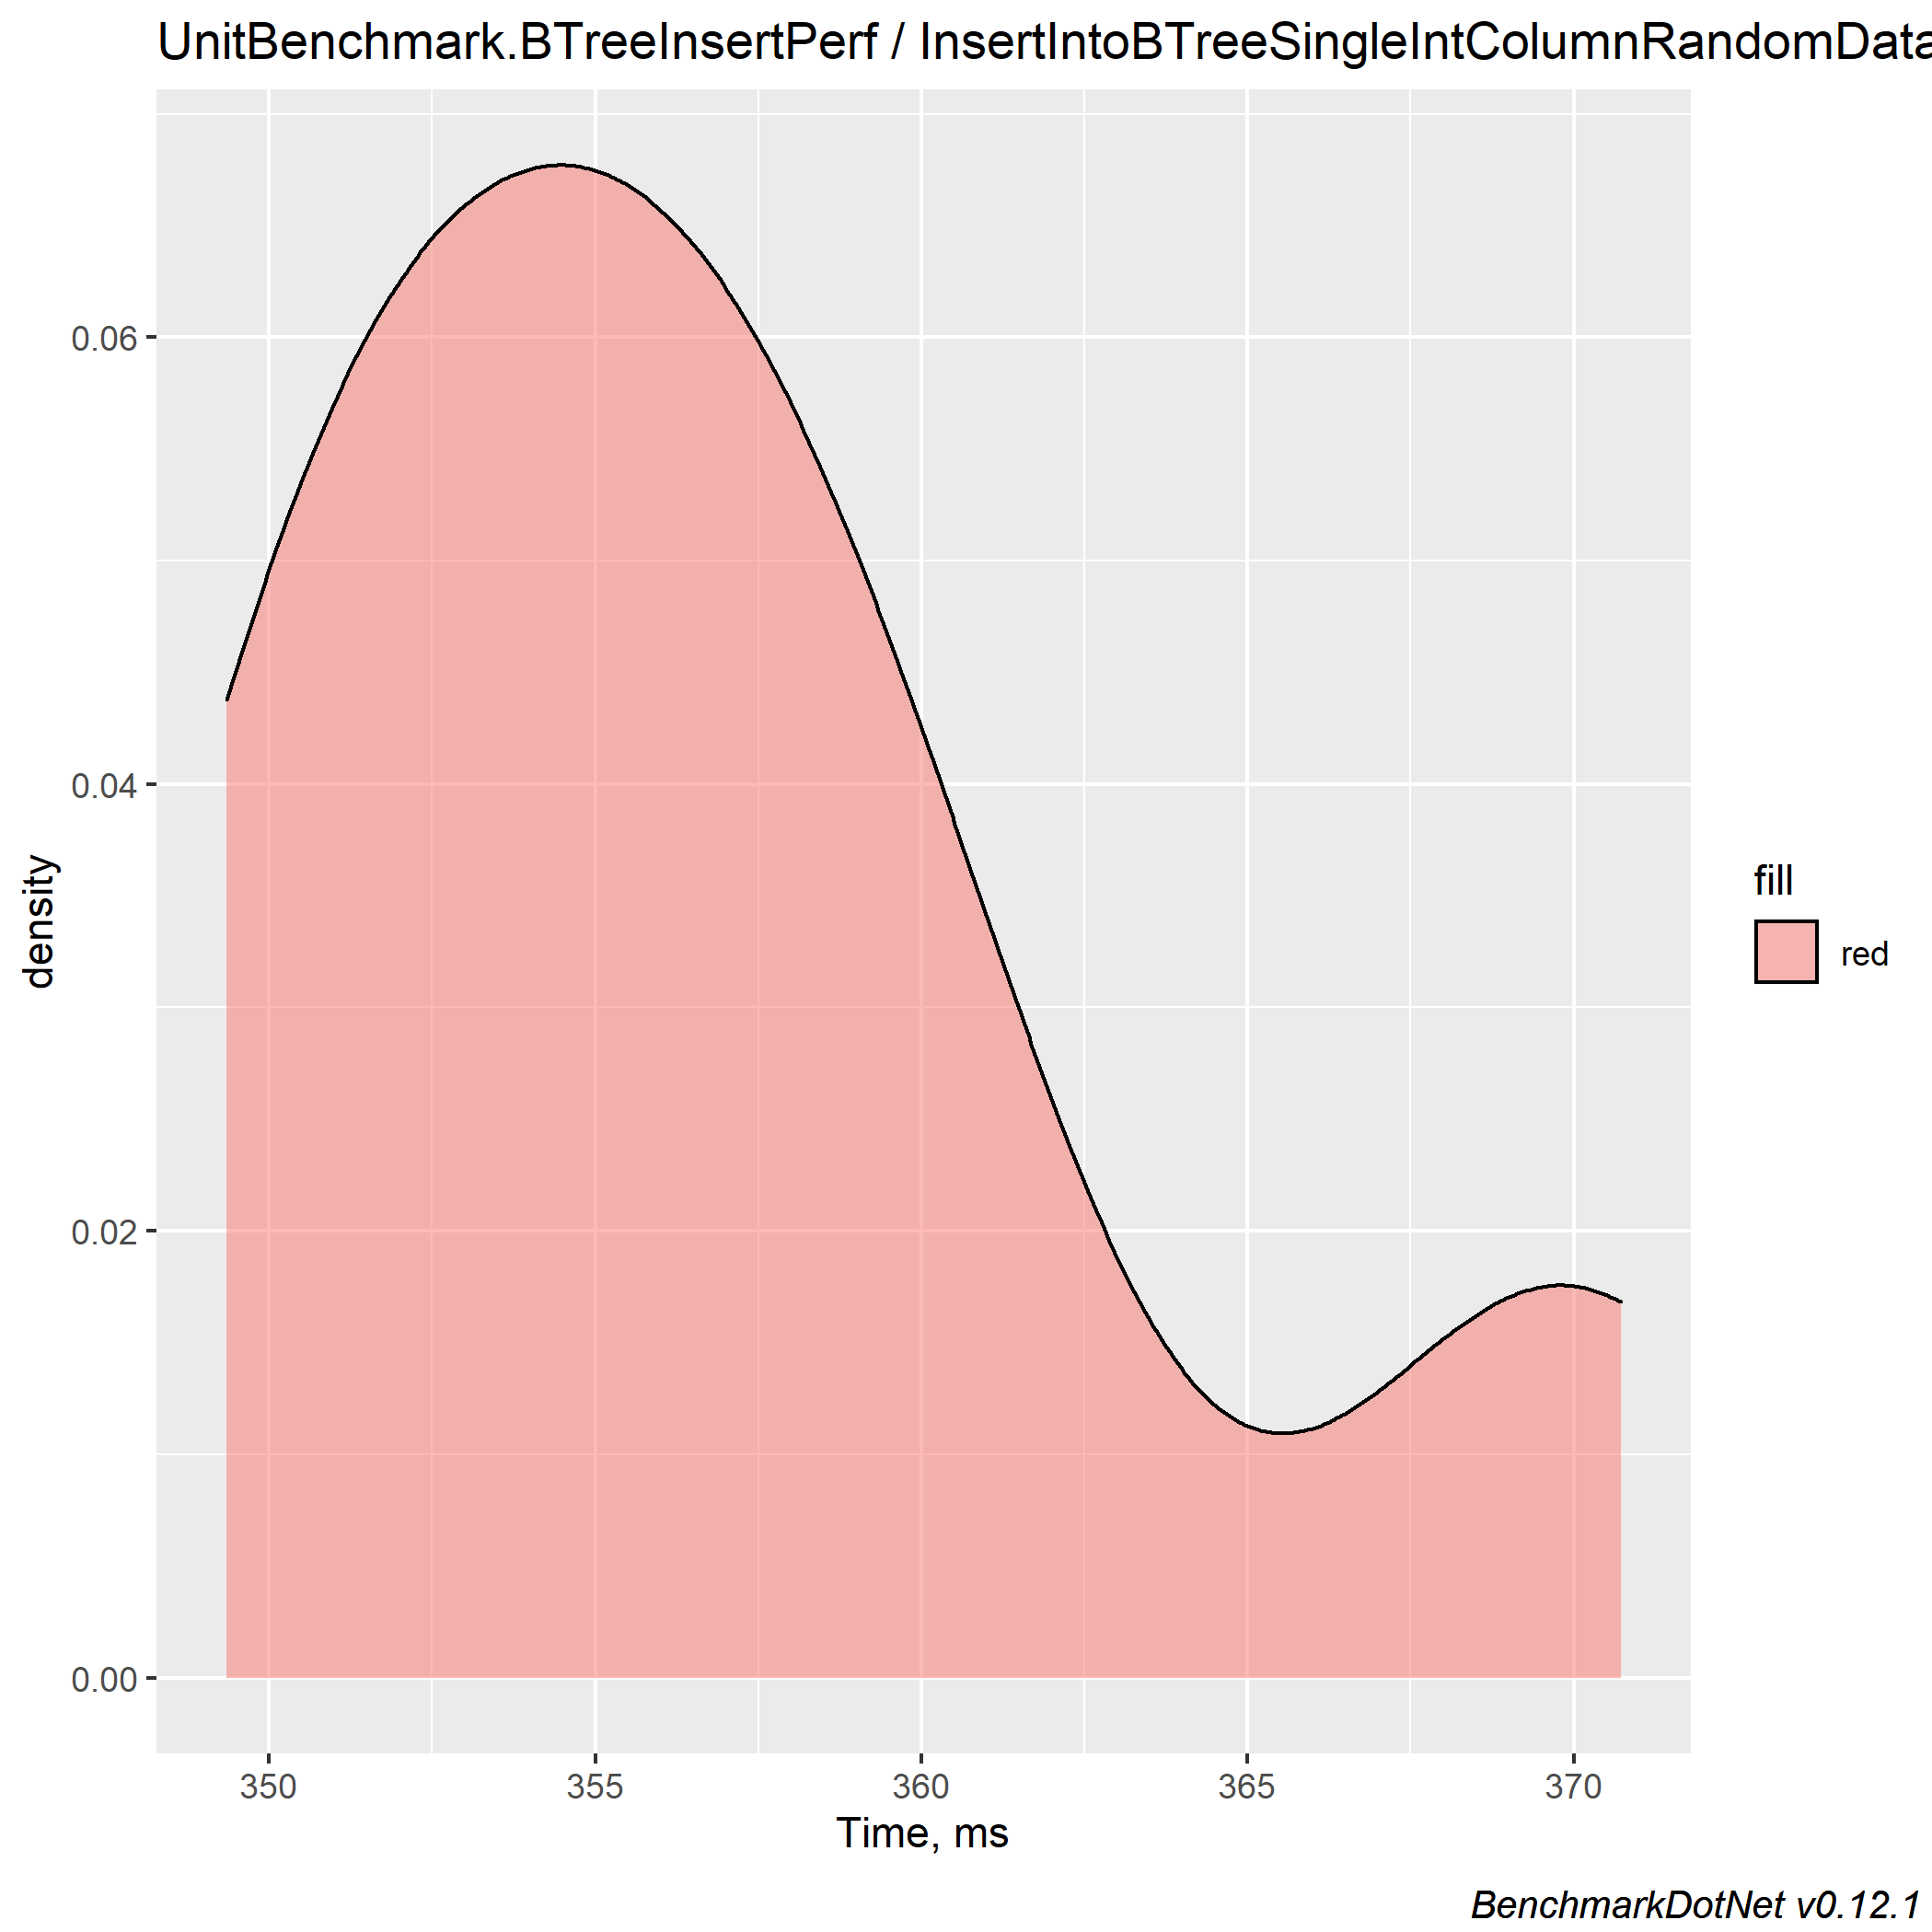 UnitBenchmark.BTreeInsertPerf / InsertIntoBTreeSingleIntColumnRandomData
0.06
0.04
0.02
0.00
density
350 355 360 365 370
Time, ms
fill
red
BenchmarkDotNet v0.12.1